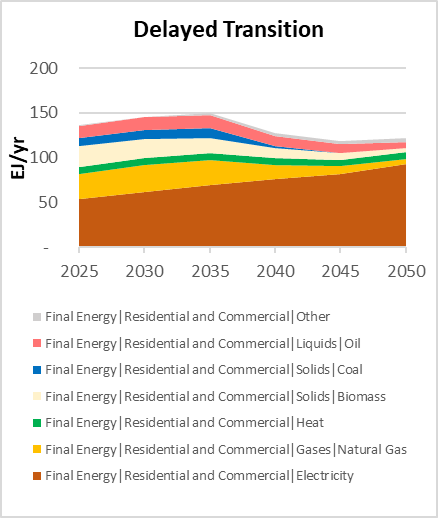 Delayed Transition
EJ/yr
200
150
100
50
-
2025 2030 2035 2040 2045 2050
Final Energy|Residential and Commercial|Other
Final Energy|Residential and Commercial|Liquids|Oil
Final Energy|Residential and Commercial|Solids|Coal
Final Energy|Residential and Commercial|Solids|Biomass
Final Energy|Residential and Commercial|Heat
Final Energy|Residential and Commercial|Gases|Natural Gas
Final Energy|Residential and Commercial|Electricity